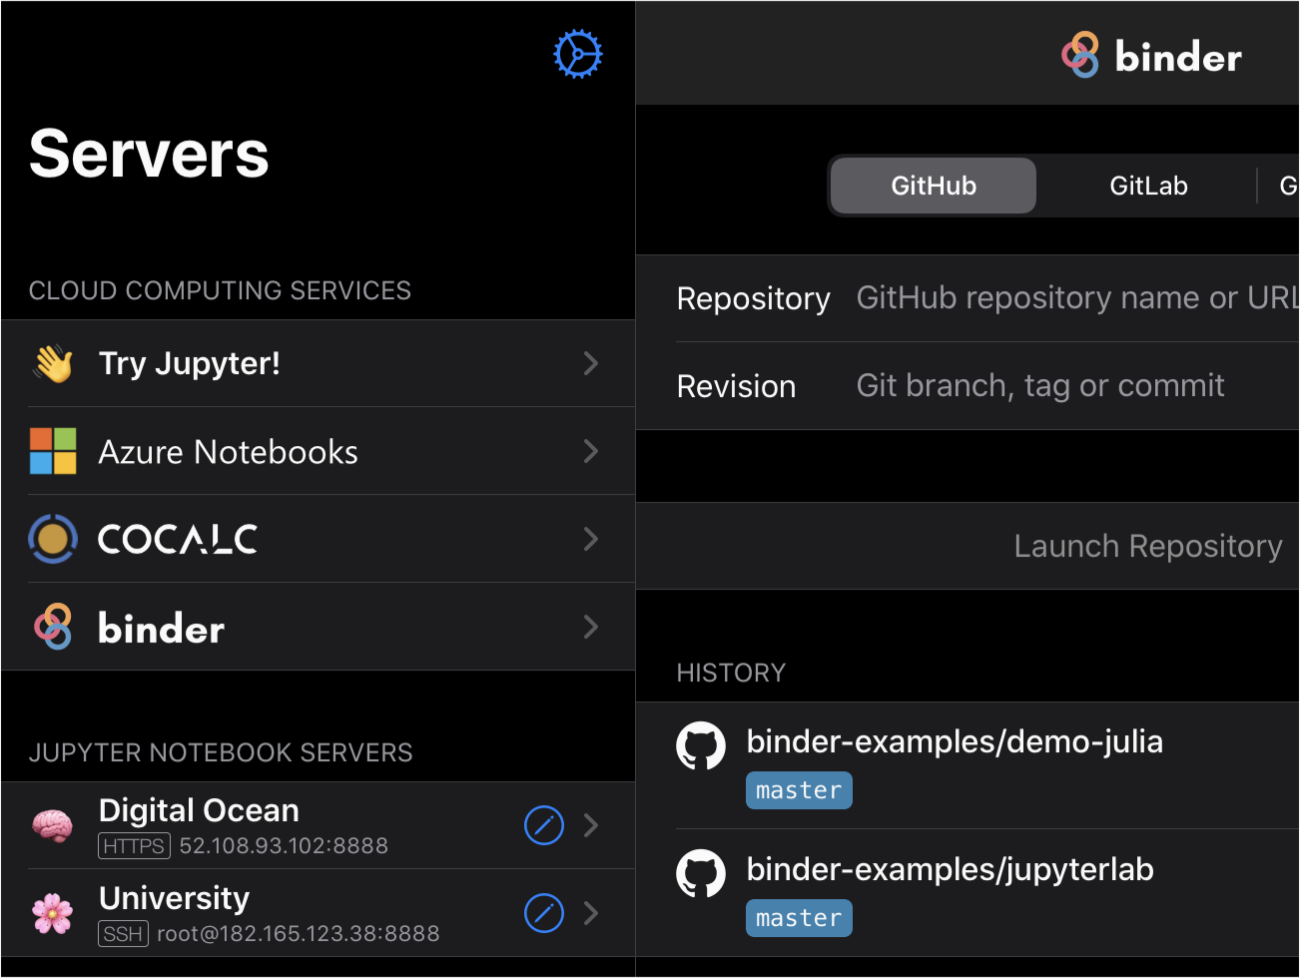 Servers
CLOUD COMPUTING SERVICES
Try Jupyter!
Azure Notebooks
COCALC
binder
JUPYTER NOTEBOOK SERVERS
Digital Ocean
HTTPS 52.108.93.102:8888
University
SSH root@182.165.123.38:8888
binder
GitHub GitLab G
Repository GitHub repository name or URL
Revision Git branch, tag or commit
Launch Repository
HISTORY
binder-examples/demo-julia
master
binder-examples/jupyterlab
master